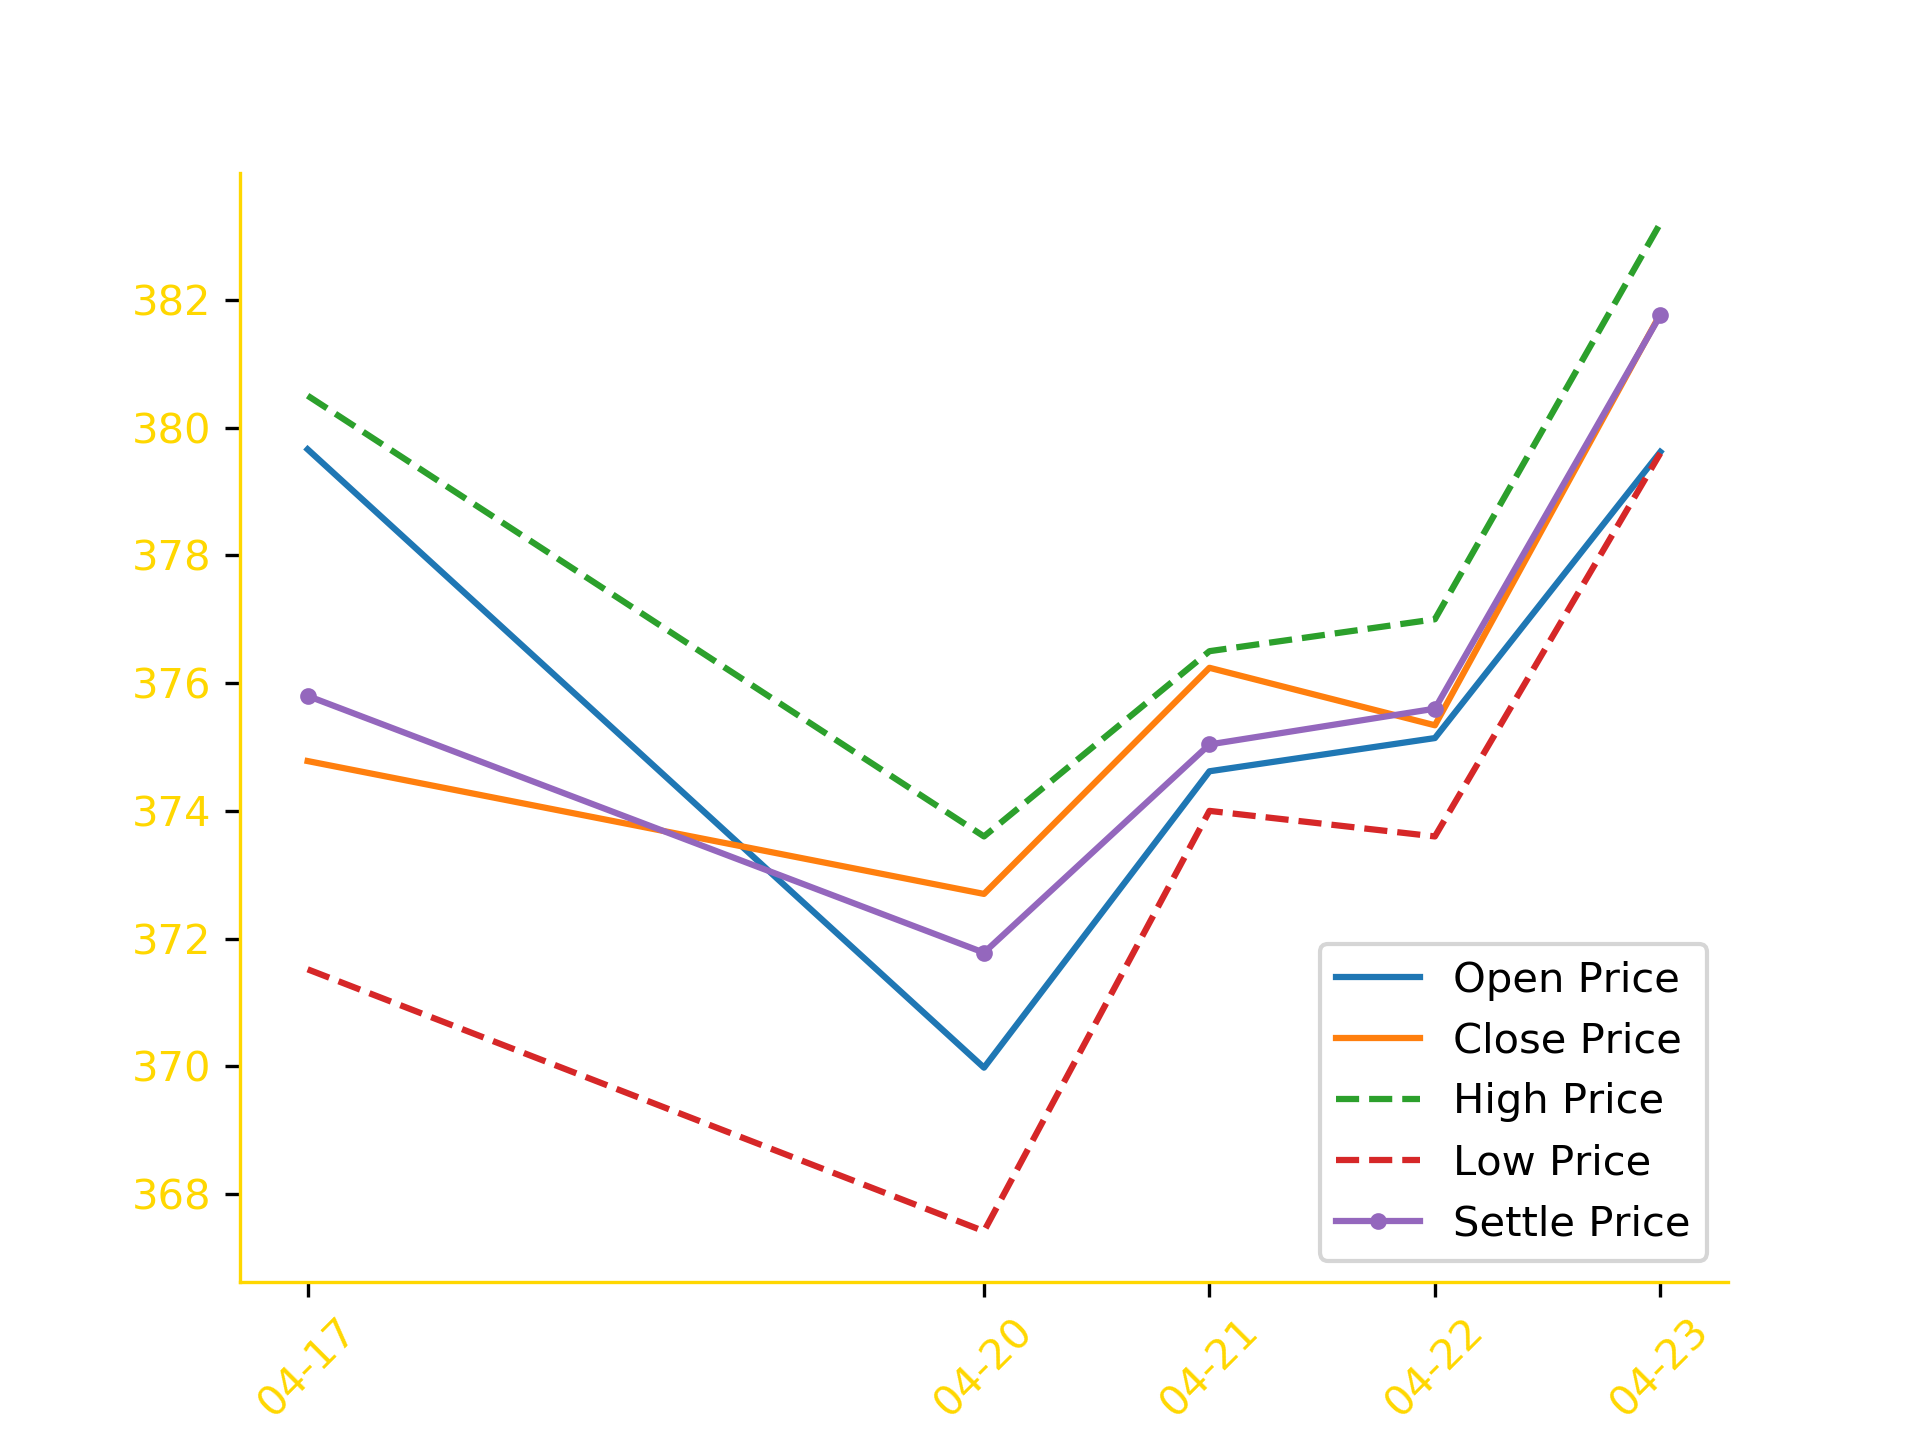 382
380
378
376
374
372
370
368
Open Price
Close Price
High Price
Low Price
Settle Price
04-17
04-20
04-21
04-22
04-23